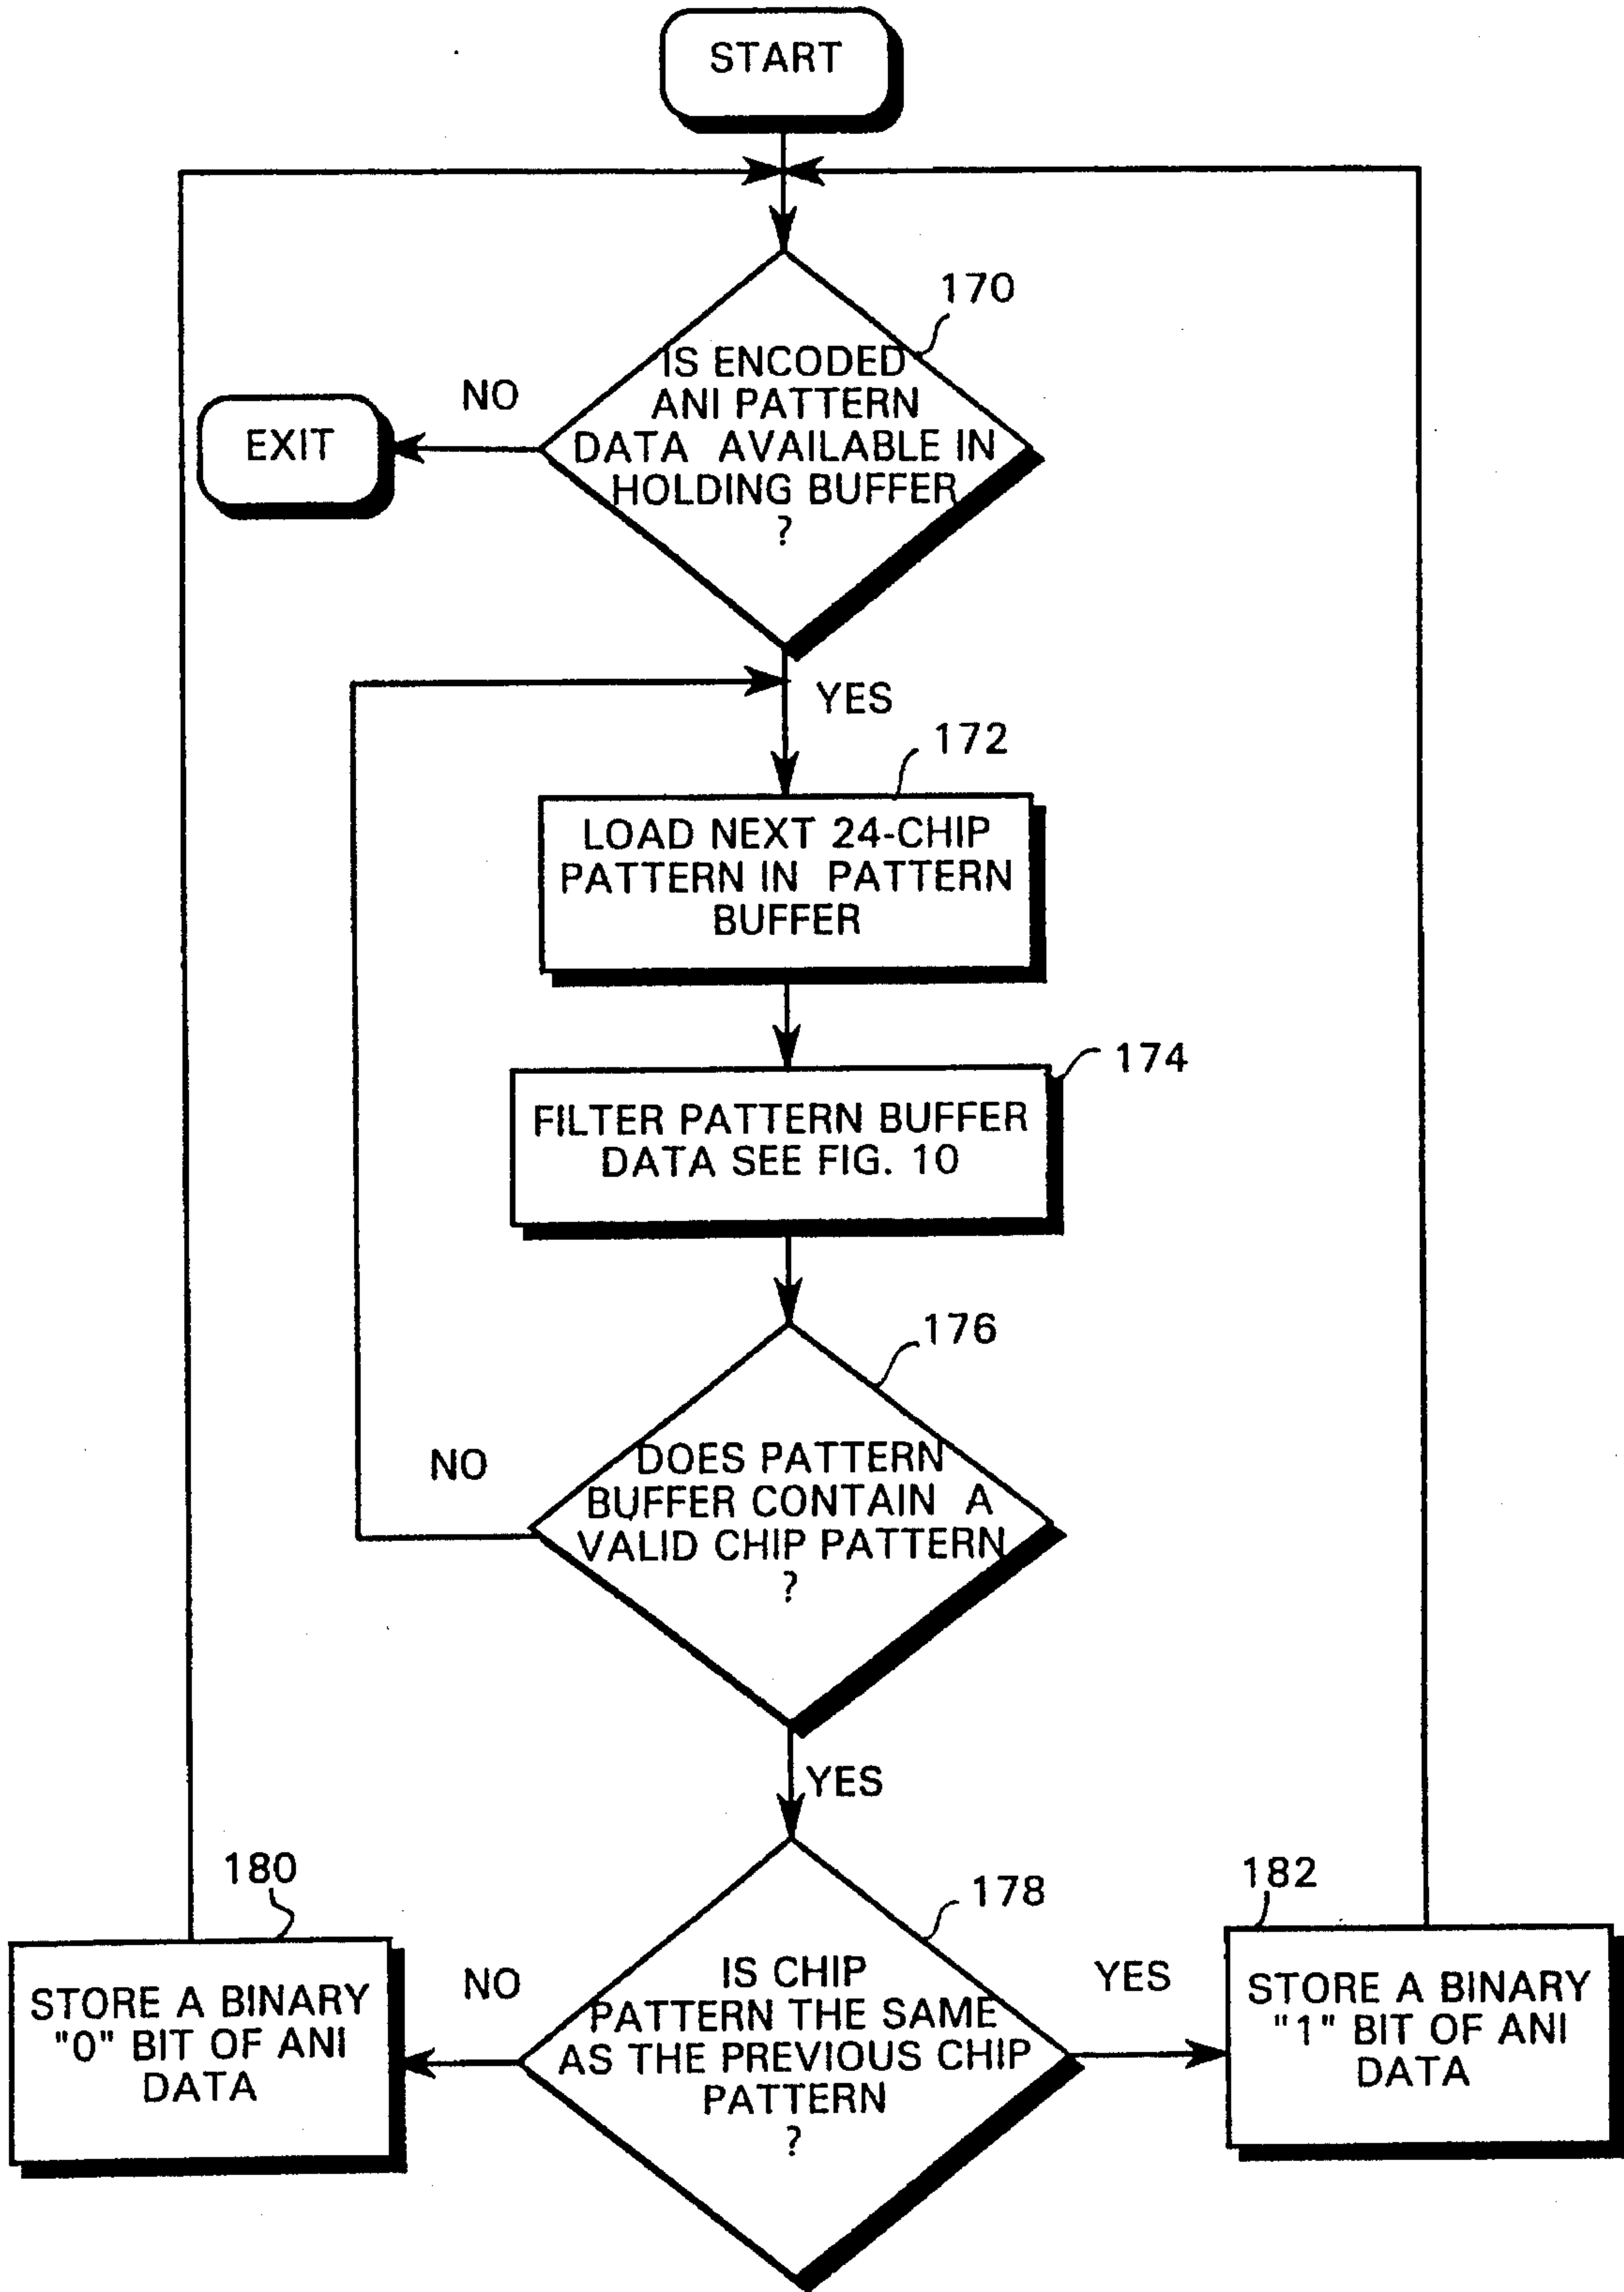 START
170
IS ENCODED
ANI PATTERN
DATA AVAILABLE IN
HOLDING BUFFER
?
NO
EXIT
YES
172
LOAD NEXT 24-CHIP
PATTERN IN PATTERN
BUFFER
174
FILTER PATTERN BUFFER
DATA SEE FIG. 10
176
DOES PATTERN
BUFFER CONTAIN A
VALID CHIP PATTERN
?
NO
YES
178
IS CHIP
PATTERN THE SAME
AS THE PREVIOUS CHIP
PATTERN
?
NO
180
STORE A BINARY
"0" BIT OF ANI
DATA
YES
182
STORE A BINARY
"1" BIT OF ANI
DATA